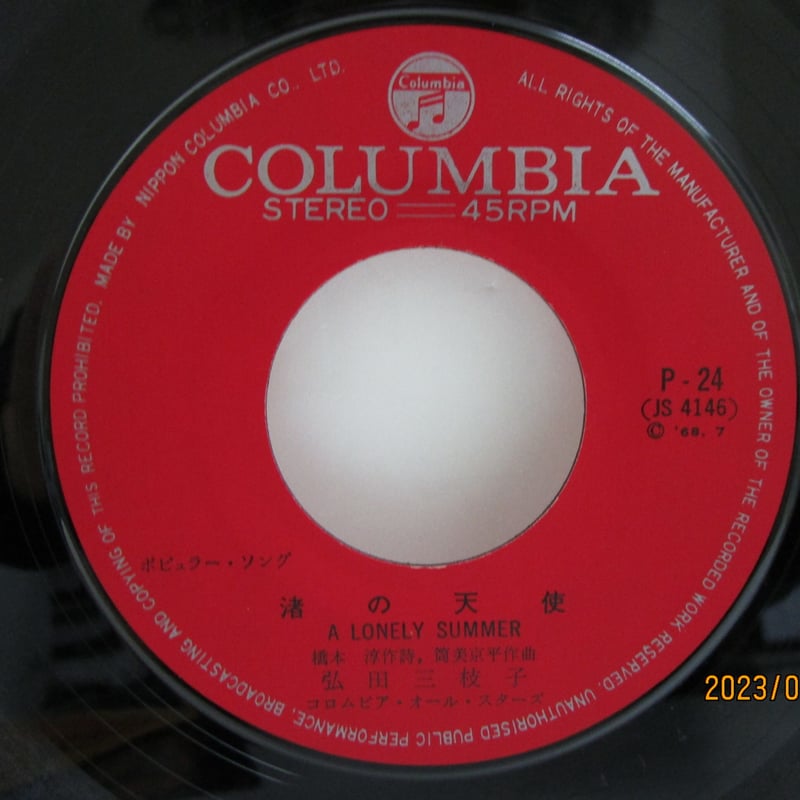 Columbia
COLUMBIA
STEREO 45RPM
P - 24
(JS 4146)
© '68. 7
ポピュラー・ソング
渚の天使
A LONELY SUMMER
橋本 淳作詩, 筒美京平作曲
弘田三枝子
コロムビア・オール・スターズ
ALL RIGHTS OF THE MANUFACTURER AND OF THE OWNER OF THE RECORDED WORK RESERVED. UNAUTHORISED PUBLIC PERFORMANCE, BROADCASTING AND COPYING OF THIS RECORD PROHIBITED. MADE BY NIPPON COLUMBIA CO., LTD.
2023/0